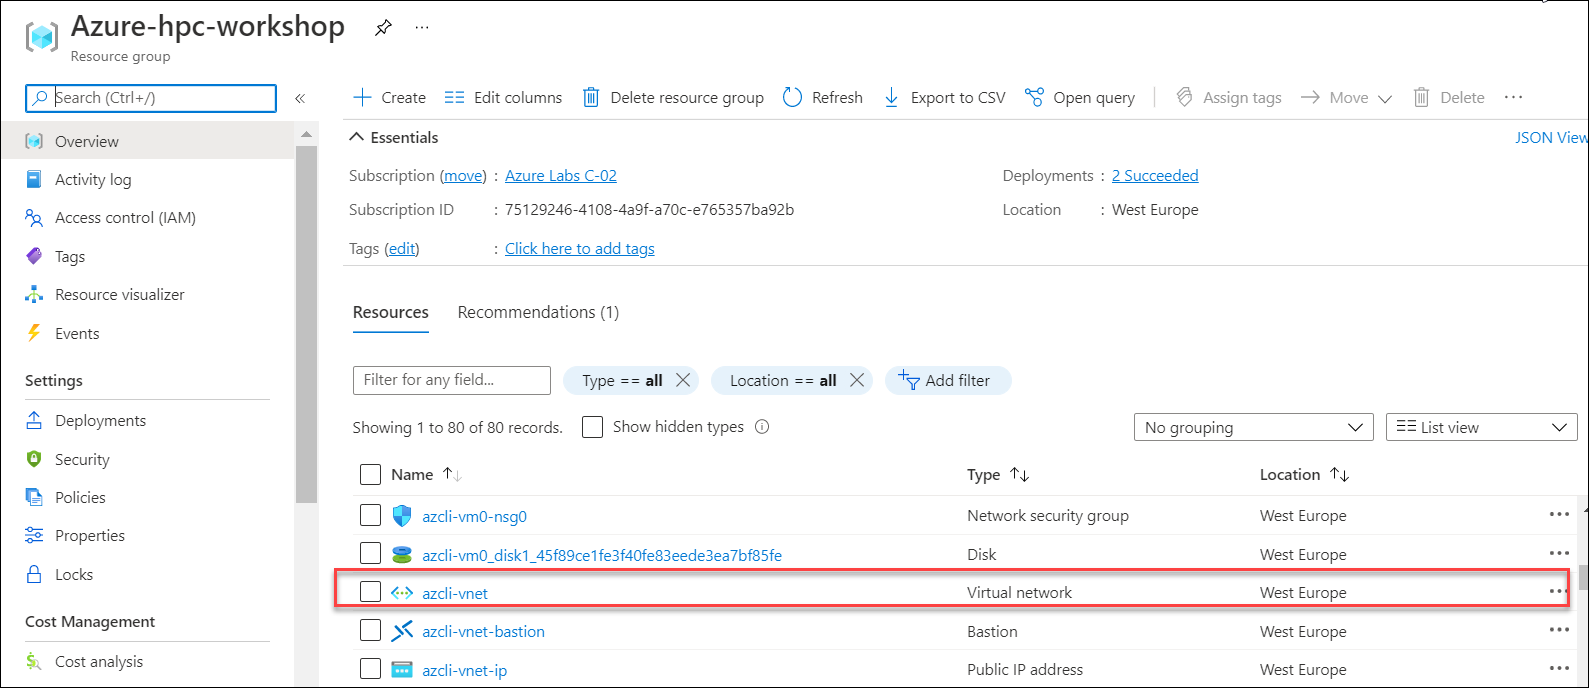 Azure-hpc-workshop
Resource group
Search (Ctrl+/)
Create Edit columns Delete resource group Refresh Export to CSV Open query Assign tags Move Delete
Overview
Activity log
Access control (IAM)
Tags
Resource visualizer
Events
Settings
Deployments
Security
Policies
Properties
Locks
Cost Management
Cost analysis
Essentials JSON View
Subscription (move) : Azure Labs C-02 Deployments : 2 Succeeded
Subscription ID : 75129246-4108-4a9f-a70c-e765357ba92b Location : West Europe
Tags (edit) : Click here to add tags
Resources Recommendations (1)
Filter for any field... Type == all Location == all Add filter
Showing 1 to 80 of 80 records. Show hidden types No grouping List view
Name Type Location
azcli-vm0-nsg0 Network security group West Europe
azcli-vm0_disk1_45f89ce1fe3f40fe83eede3ea7bf85fe Disk West Europe
azcli-vnet Virtual network West Europe
azcli-vnet-bastion Bastion West Europe
azcli-vnet-ip Public IP address West Europe